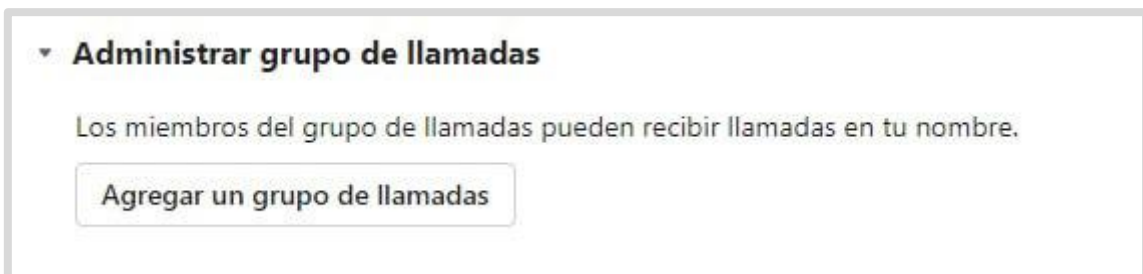 Administrar grupo de llamadas
Los miembros del grupo de llamadas pueden recibir llamadas en tu nombre.
Agregar un grupo de llamadas